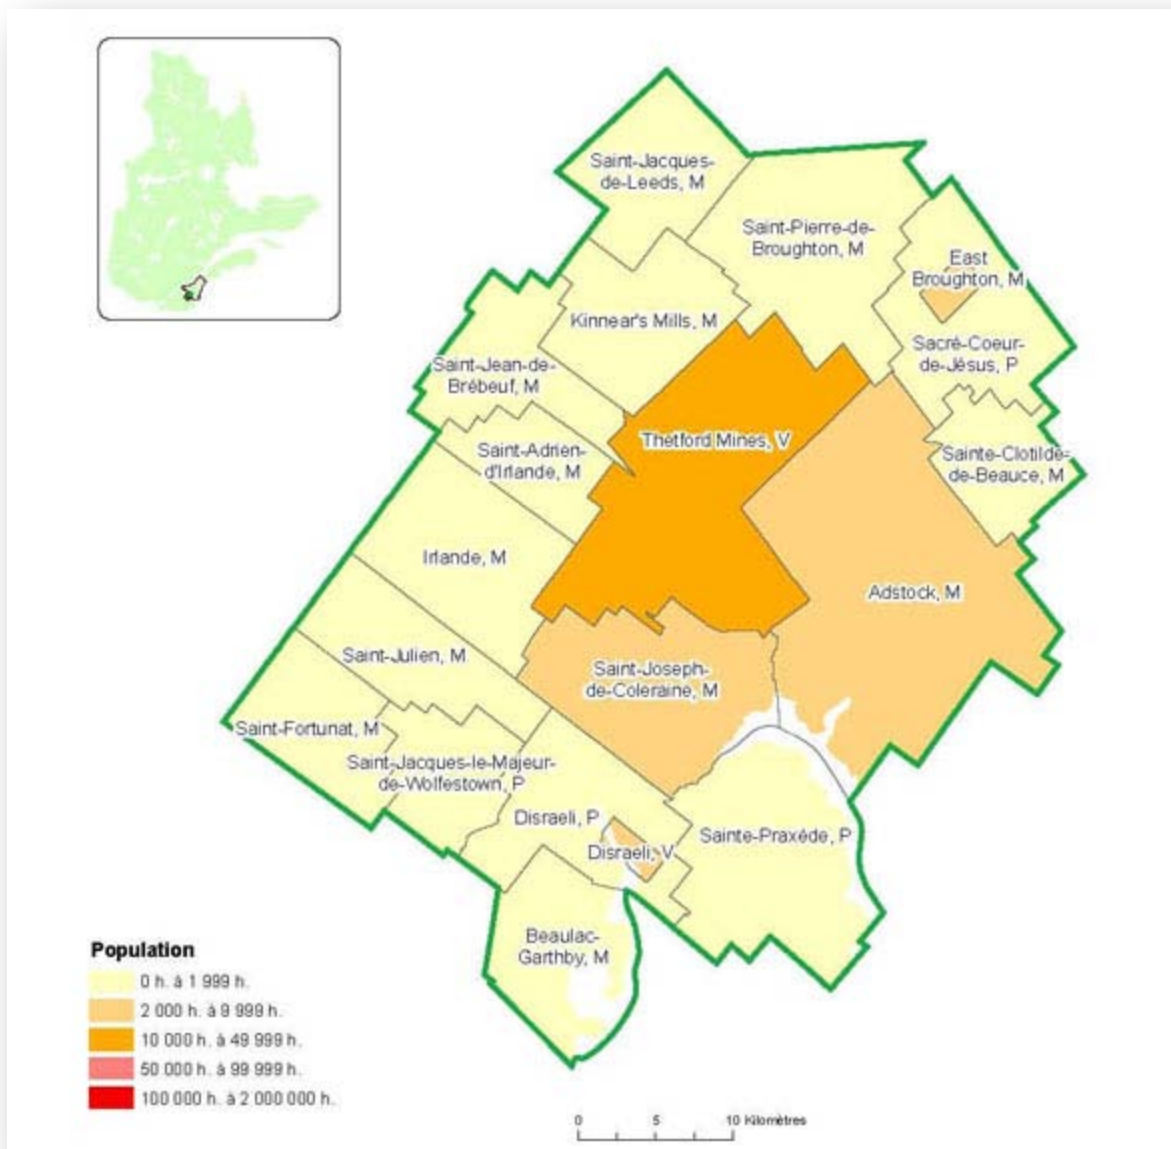 Saint-Jacques-
de-Leeds, M
Saint-Pierre-de-
Broughton, M
East
Broughton, M
Kinnear's Mills, M
Sacré-Coeur-
de-Jésus, P
Saint-Jean-de-
Brébeuf, M
Thetford Mines, V
Saint-Adrien-
d'Irlande, M
Sainte-Clotilde-
de-Beauce, M
Irlande, M
Adstock, M
Saint-Julien, M
Saint-Joseph-
de-Coleraine, M
Saint-Fortunat, M
Saint-Jacques-le-Majeur-
de-Wolfestown, P
Disraeli, P
Sainte-Praxède, P
Disraeli, V
Beaulac-
Garthby, M
Population
0 h. à 1 999 h.
2 000 h. à 9 999 h.
10 000 h. à 49 999 h.
50 000 h. à 99 999 h.
100 000 h. à 2 000 000 h.
0 5 10 Kilomètres